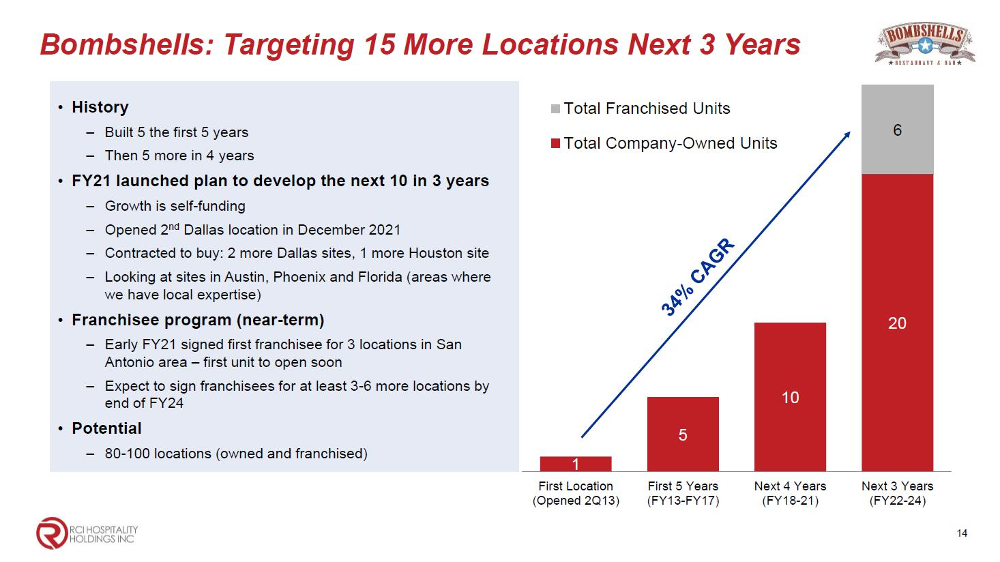 Bombshells: Targeting 15 More Locations Next 3 Years
BOMBSHELLS
★RESTAURANT & BAR★
• History
– Built 5 the first 5 years
– Then 5 more in 4 years
• FY21 launched plan to develop the next 10 in 3 years
– Growth is self-funding
– Opened 2nd Dallas location in December 2021
– Contracted to buy: 2 more Dallas sites, 1 more Houston site
– Looking at sites in Austin, Phoenix and Florida (areas where
we have local expertise)
• Franchisee program (near-term)
– Early FY21 signed first franchisee for 3 locations in San
Antonio area – first unit to open soon
– Expect to sign franchisees for at least 3-6 more locations by
end of FY24
• Potential
– 80-100 locations (owned and franchised)
Total Franchised Units
Total Company-Owned Units
34% CAGR
1
5
10
20
6
First Location
(Opened 2Q13)
First 5 Years
(FY13-FY17)
Next 4 Years
(FY18-21)
Next 3 Years
(FY22-24)
R
RCI HOSPITALITY
HOLDINGS INC
14